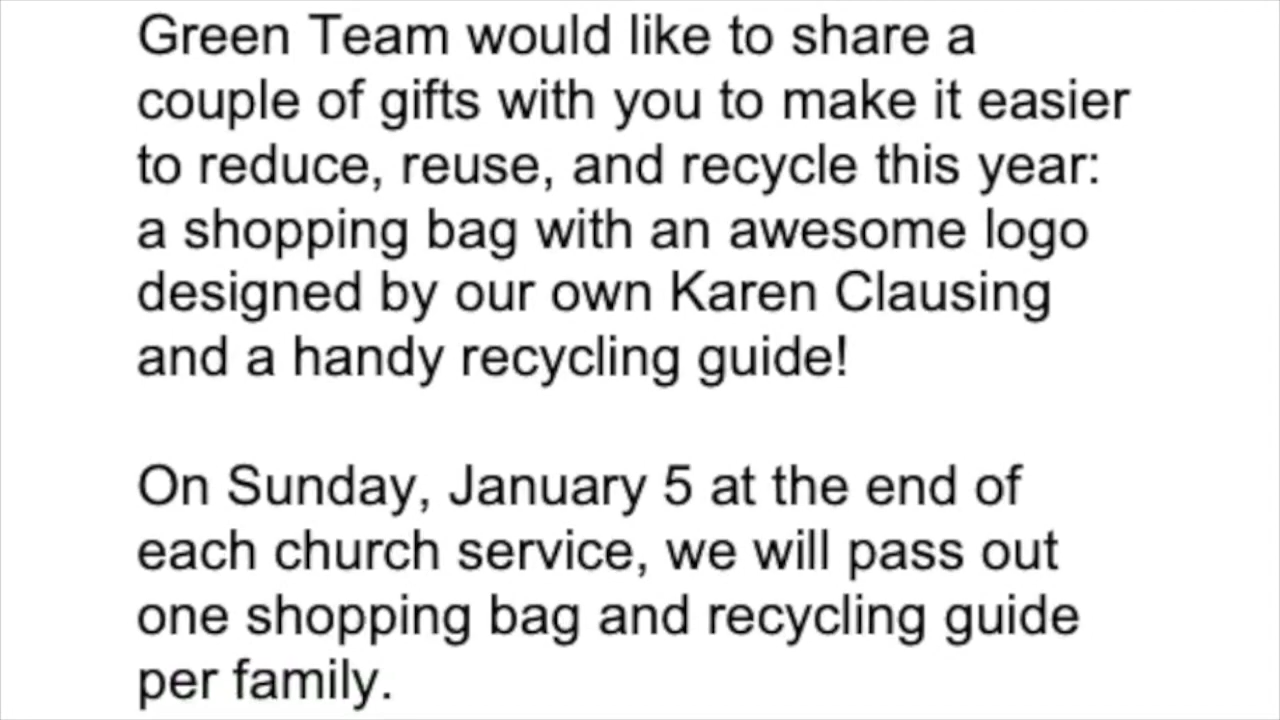 Green Team would like to share a
couple of gifts with you to make it easier
to reduce, reuse, and recycle this year:
a shopping bag with an awesome logo
designed by our own Karen Clausing
and a handy recycling guide!
On Sunday, January 5 at the end of
each church service, we will pass out
one shopping bag and recycling guide
per family.